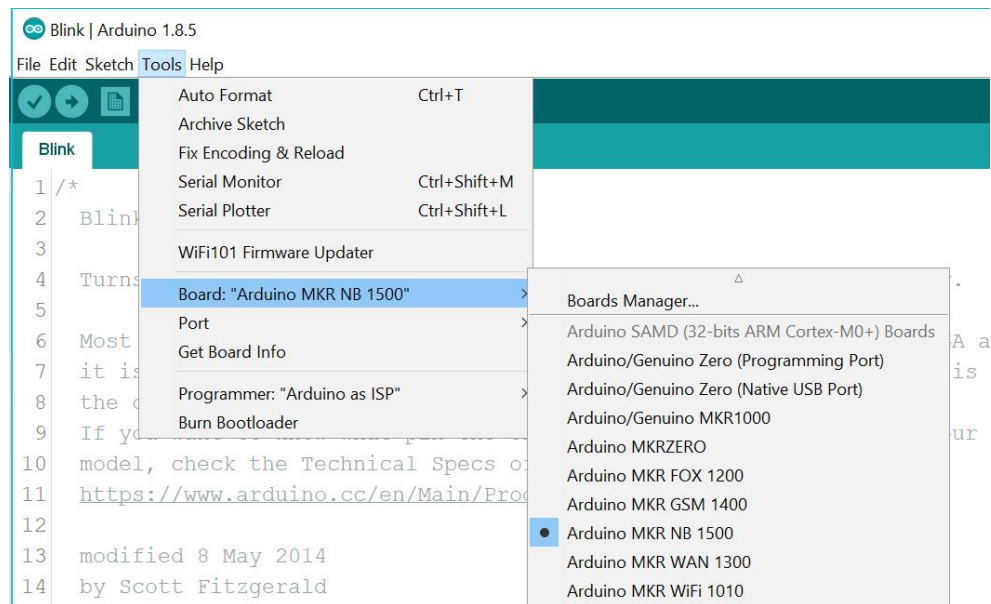 Blink | Arduino 1.8.5
File Edit Sketch Tools Help
Auto Format Ctrl+T
Archive Sketch
Fix Encoding & Reload
Serial Monitor Ctrl+Shift+M
Serial Plotter Ctrl+Shift+L
WiFi101 Firmware Updater
Board: "Arduino MKR NB 1500"
Port
Get Board Info
Programmer: "Arduino as ISP"
Burn Bootloader
Boards Manager...
Arduino SAMD (32-bits ARM Cortex-M0+) Boards
Arduino/Genuino Zero (Programming Port)
Arduino/Genuino Zero (Native USB Port)
Arduino/Genuino MKR1000
Arduino MKRZERO
Arduino MKR FOX 1200
Arduino MKR GSM 1400
Arduino MKR NB 1500
Arduino MKR WAN 1300
Arduino MKR WiFi 1010
Blink
1 /*
2 Blink
3
4 Turns .
5
6 Most
7 it is is
8 the
9 If
10 model, check the Technical Specs
11 https://www.arduino.cc/en/Main/Pro
12
13 modified 8 May 2014
14 by Scott Fitzgerald